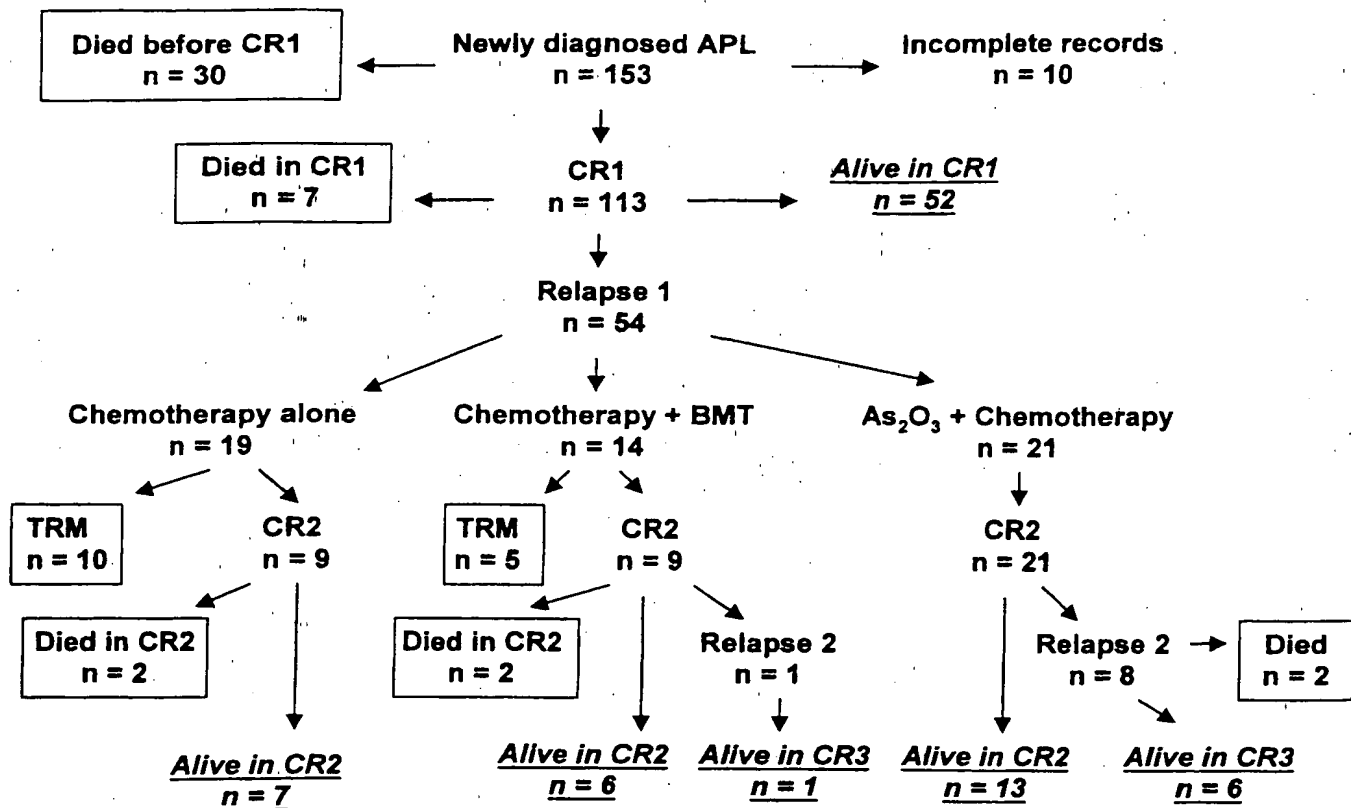 Died before CR1
n = 30
Newly diagnosed APL
n = 153
Incomplete records
n = 10
Died in CR1
n = 7
CR1
n = 113
Alive in CR1
n = 52
Relapse 1
n = 54
Chemotherapy alone
n = 19
Chemotherapy + BMT
n = 14
As₂O₃ + Chemotherapy
n = 21
TRM
n = 10
CR2
n = 9
TRM
n = 5
CR2
n = 9
CR2
n = 21
Died in CR2
n = 2
Died in CR2
n = 2
Relapse 2
n = 1
Relapse 2
n = 8
Died
n = 2
Alive in CR2
n = 7
Alive in CR2
n = 6
Alive in CR3
n = 1
Alive in CR2
n = 13
Alive in CR3
n = 6